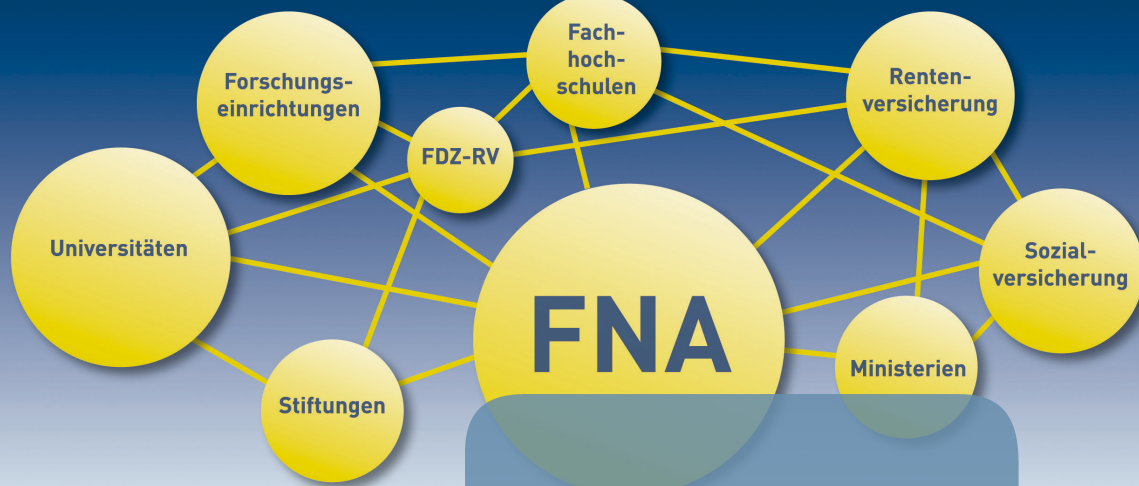 Fach-
hoch-
schulen
Forschungs-
einrichtungen
Renten-
versicherung
FDZ-RV
Universitäten
Sozial-
versicherung
FNA
Ministerien
Stiftungen